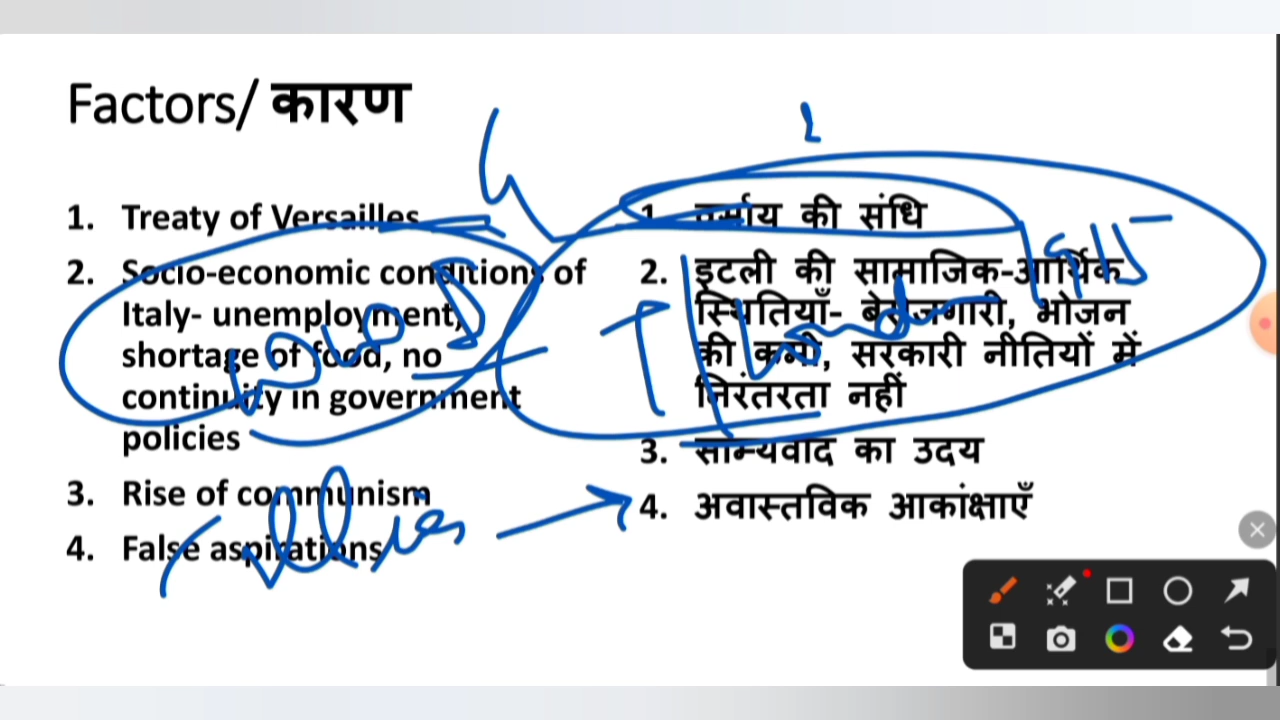 Factors/ कारण
1. Treaty of Versailles
2. Socio-economic conditions of
Italy- unemployment,
shortage of food, no
continuity in government
policies
3. Rise of communism
4. False aspirations
1. वर्साय की संधि
2. इटली की सामाजिक-आर्थिक
स्थितियाँ- बेरोजगारी, भोजन
की कमी, सरकारी नीतियों में
निरंतरता नहीं
3. साम्यवाद का उदय
4. अवास्तविक आकांक्षाएँ